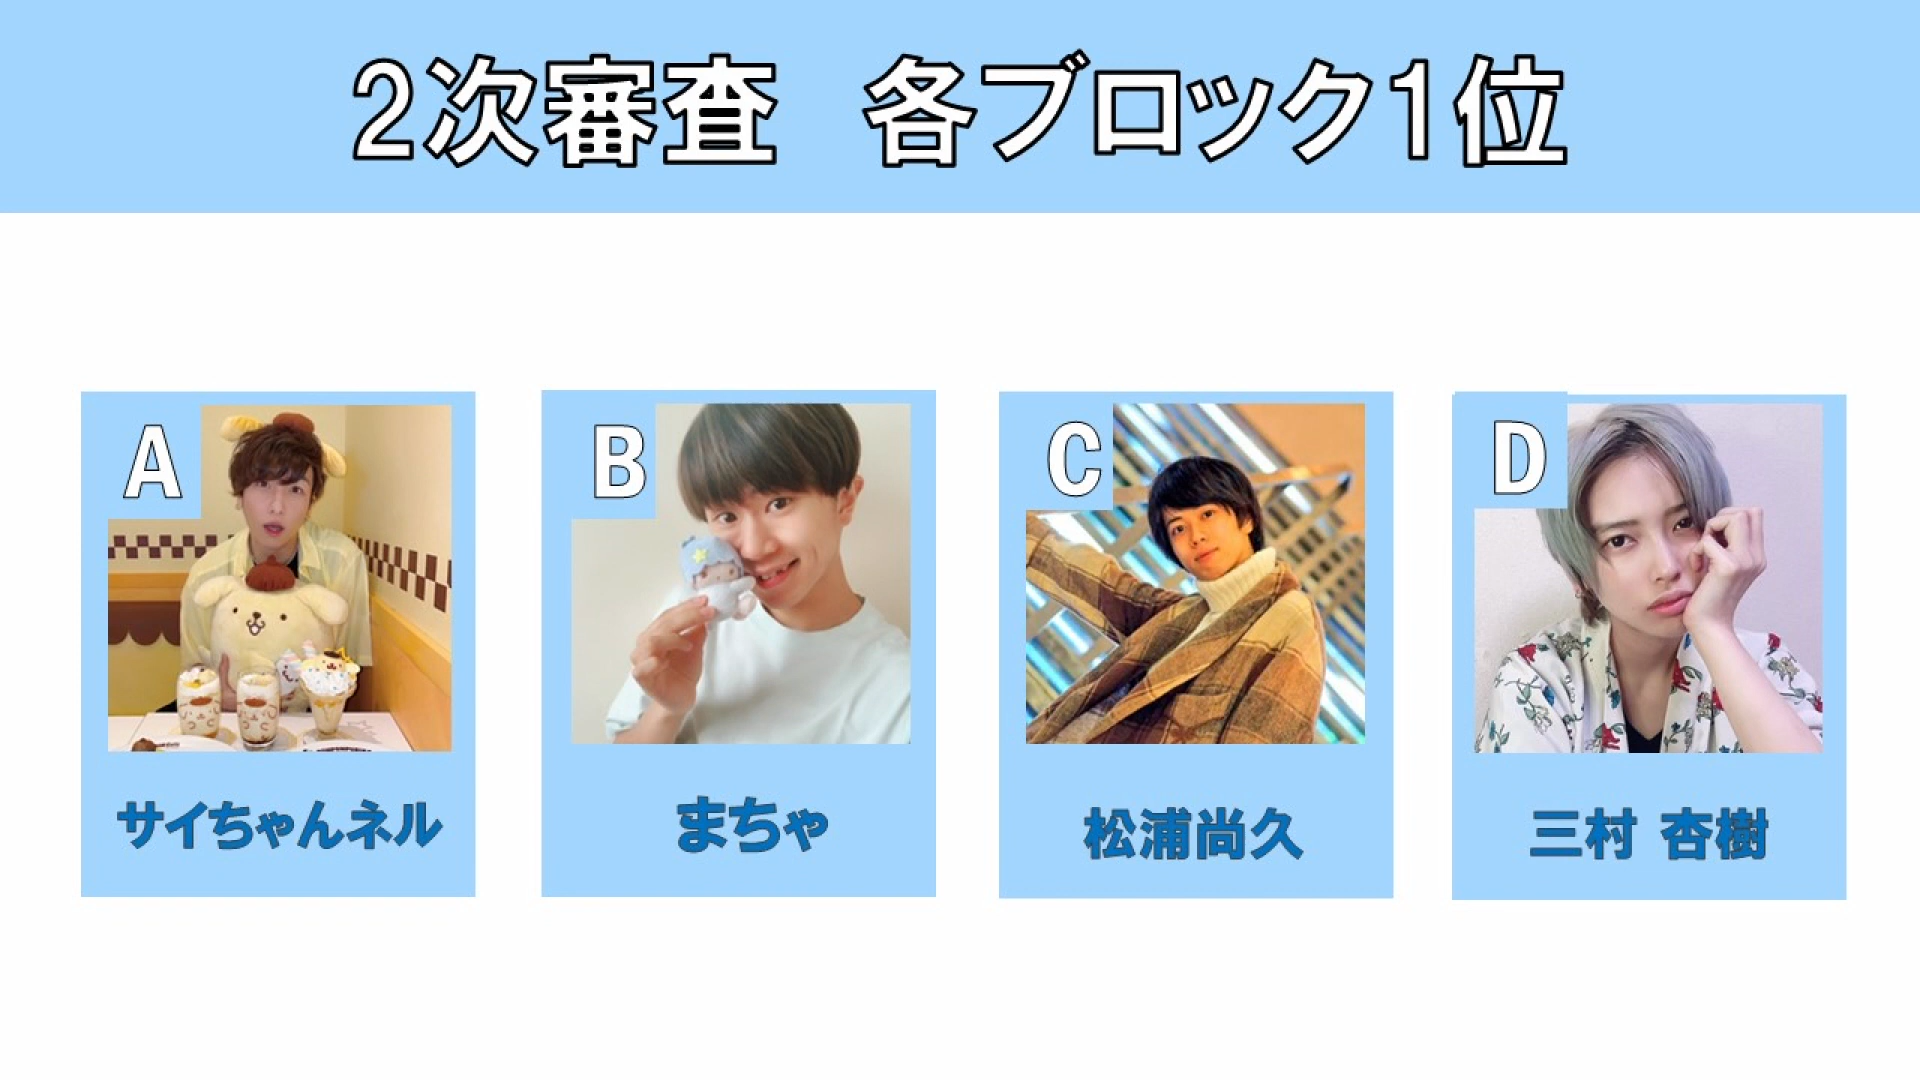 2次審査　各ブロック1位
A
B
C
D
サイちゃんネル
まちゃ
松浦尚久
三村 杏樹